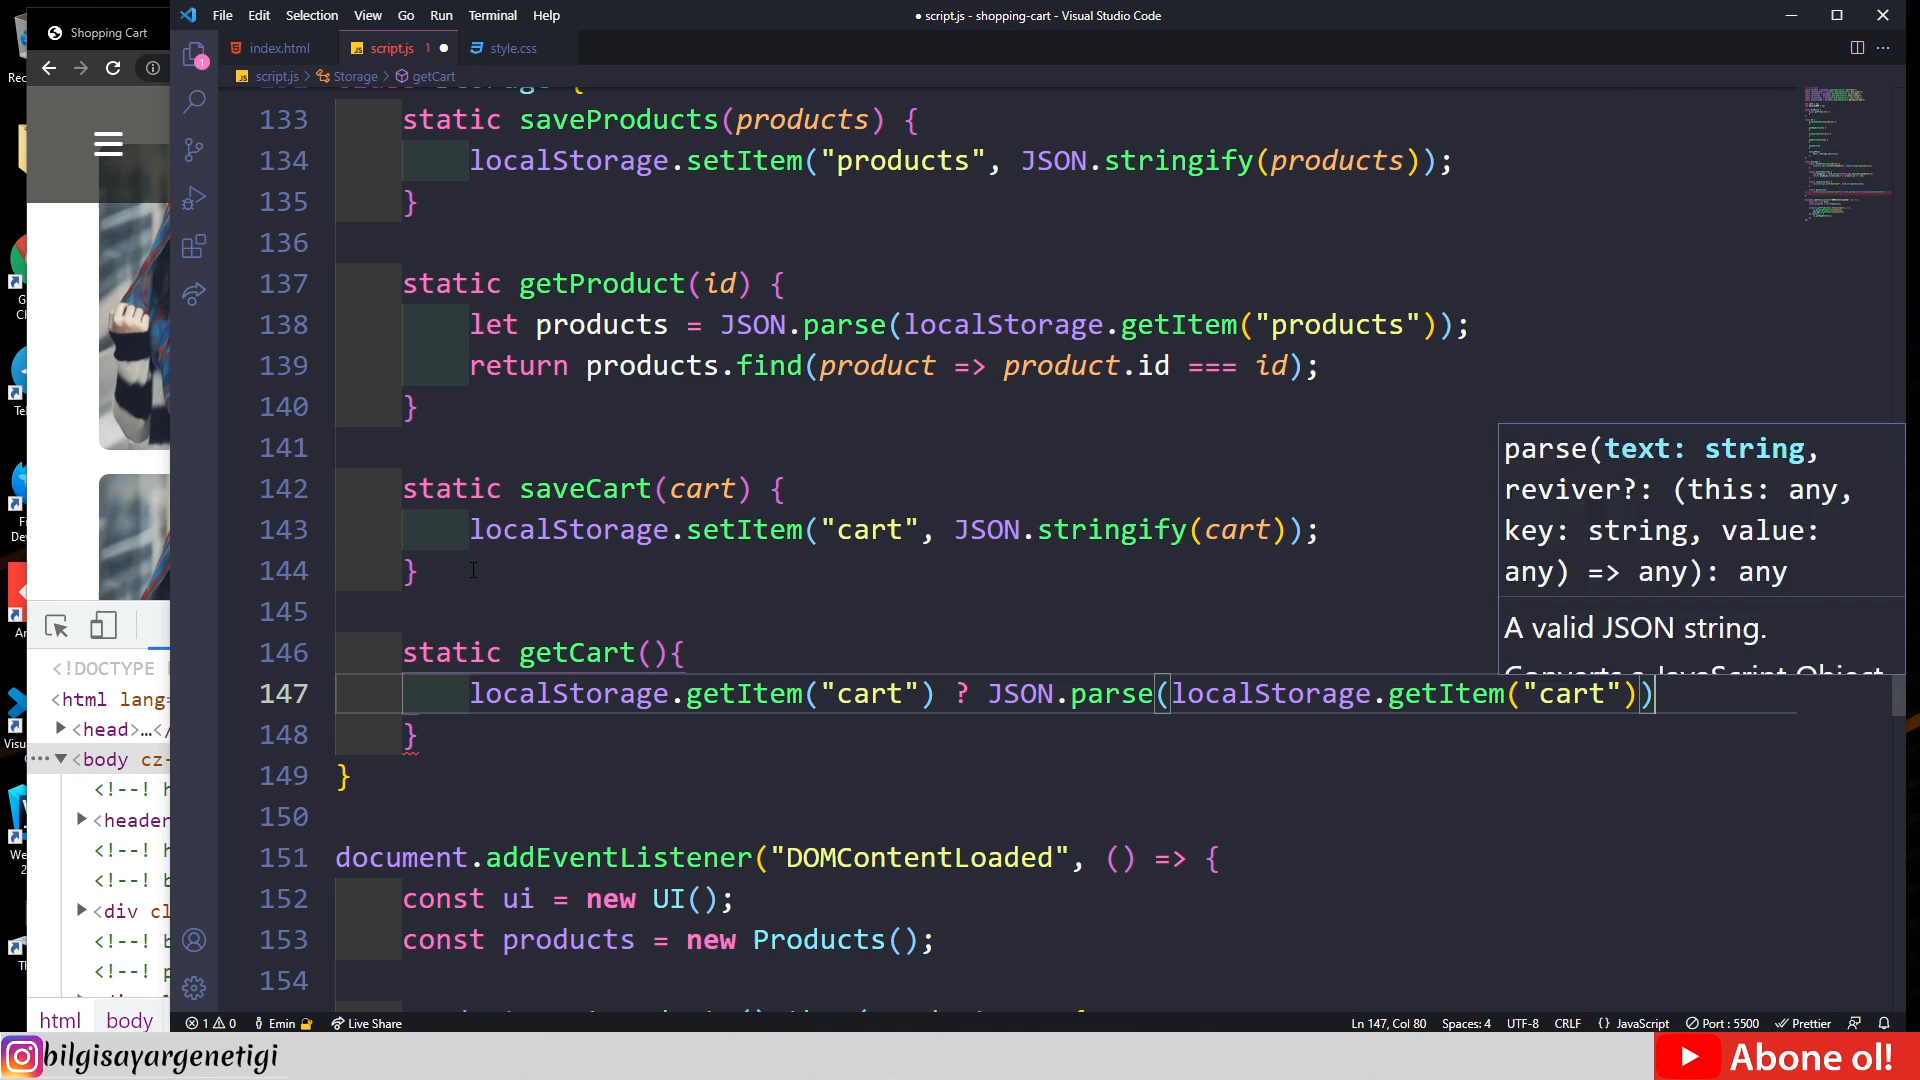 Shopping Cart
File Edit Selection View Go Run Terminal Help
● script.js - shopping-cart - Visual Studio Code
index.html
script.js 1
style.css
script.js > Storage > getCart
133 static saveProducts(products) {
134 localStorage.setItem("products", JSON.stringify(products));
135 }
136
137 static getProduct(id) {
138 let products = JSON.parse(localStorage.getItem("products"));
139 return products.find(product => product.id === id);
140 }
141
142 static saveCart(cart) {
143 localStorage.setItem("cart", JSON.stringify(cart));
144 }
145
146 static getCart(){
147 localStorage.getItem("cart") ? JSON.parse(localStorage.getItem("cart"))
148 }
149 }
150
151 document.addEventListener("DOMContentLoaded", () => {
152 const ui = new UI();
153 const products = new Products();
154
parse(text: string,
reviver?: (this: any,
key: string, value:
any) => any): any
A valid JSON string.
<!DOCTYPE
<html lang=
<head>…</
<body cz-
<!--! h
<header
<!--! h
<!--! b
<div cl
<!--! b
<!--! p
html body
1 0 Emin Live Share
Ln 147, Col 80 Spaces: 4 UTF-8 CRLF {} JavaScript Port : 5500 Prettier
bilgisayargenetigi
Abone ol!